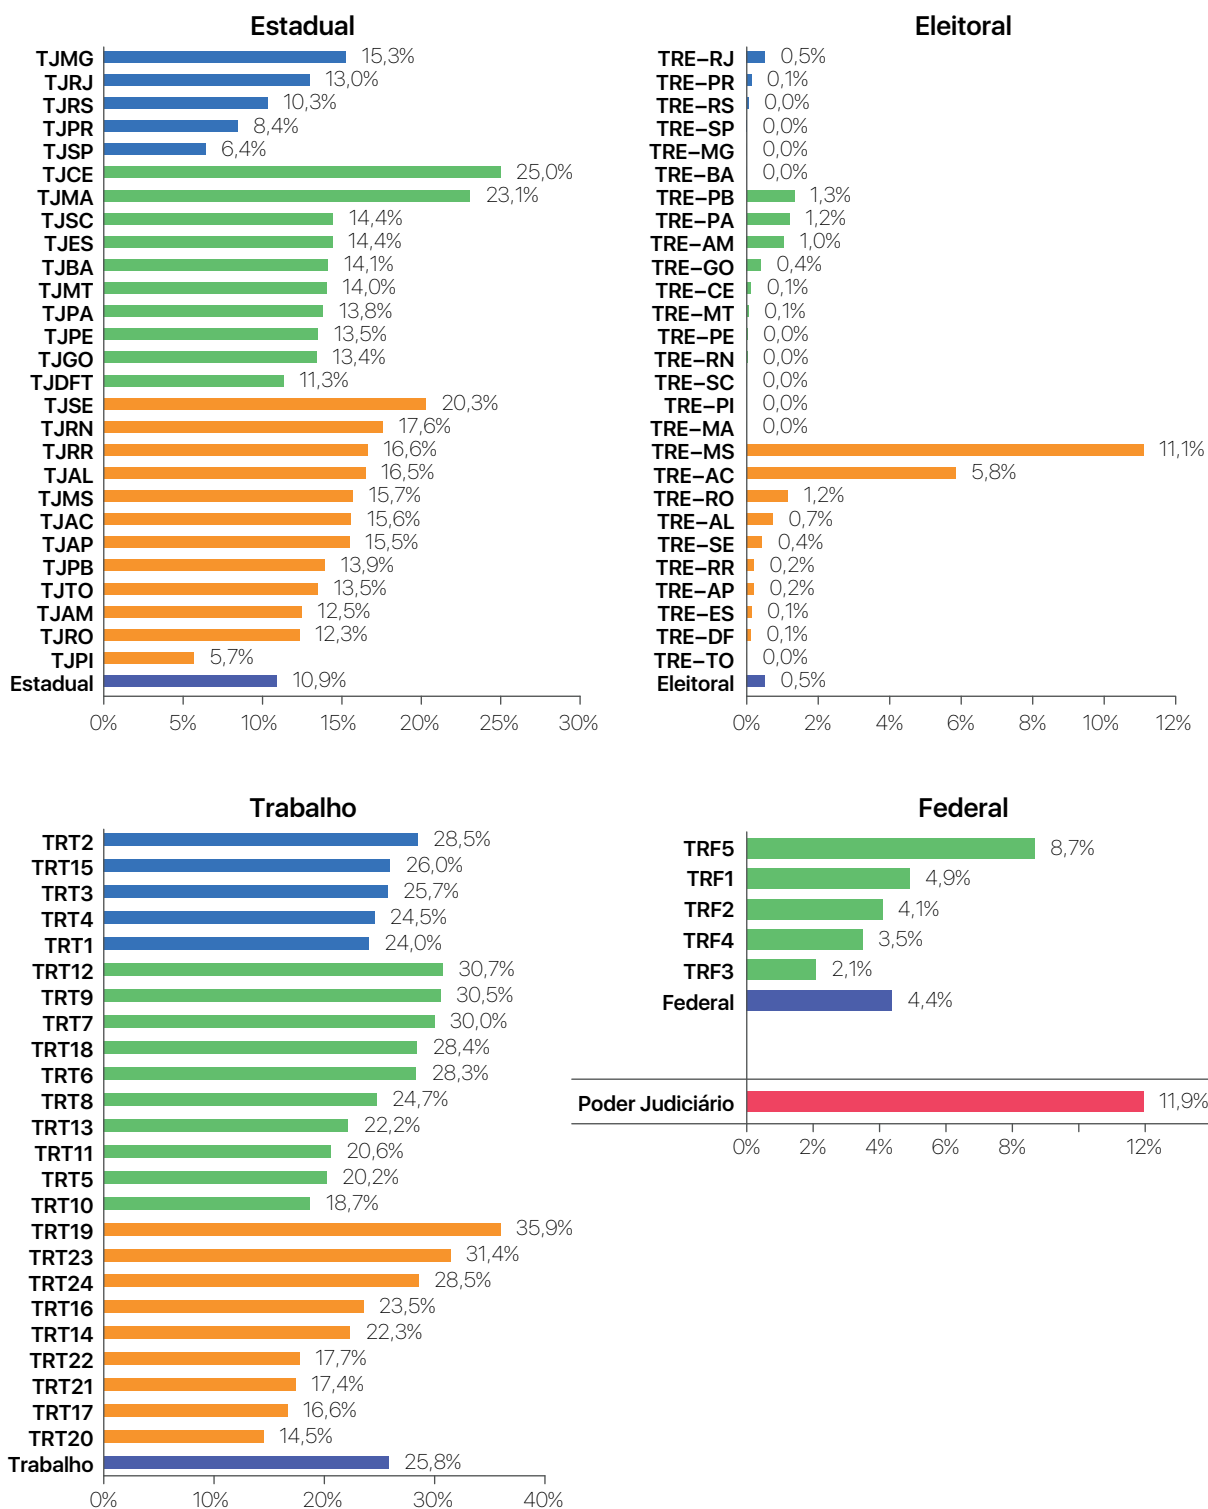 Estadual
TJMG 15,3%
TJRJ 13,0%
TJRS 10,3%
TJPR 8,4%
TJSP 6,4%
TJCE 25,0%
TJMA 23,1%
TJSC 14,4%
TJES 14,4%
TJBA 14,1%
TJMT 14,0%
TJPA 13,8%
TJPE 13,5%
TJGO 13,4%
TJDFT 11,3%
TJSE 20,3%
TJRN 17,6%
TJRR 16,6%
TJAL 16,5%
TJMS 15,7%
TJAC 15,6%
TJAP 15,5%
TJPB 13,9%
TJTO 13,5%
TJAM 12,5%
TJRO 12,3%
TJPI 5,7%
Estadual 10,9%
0% 5% 10% 15% 20% 25% 30%
Eleitoral
TRE–RJ 0,5%
TRE–PR 0,1%
TRE–RS 0,0%
TRE–SP 0,0%
TRE–MG 0,0%
TRE–BA 0,0%
TRE–PB 1,3%
TRE–PA 1,2%
TRE–AM 1,0%
TRE–GO 0,4%
TRE–CE 0,1%
TRE–MT 0,1%
TRE–PE 0,0%
TRE–RN 0,0%
TRE–SC 0,0%
TRE–PI 0,0%
TRE–MA 0,0%
TRE–MS 11,1%
TRE–AC 5,8%
TRE–RO 1,2%
TRE–AL 0,7%
TRE–SE 0,4%
TRE–RR 0,2%
TRE–AP 0,2%
TRE–ES 0,1%
TRE–DF 0,1%
TRE–TO 0,0%
Eleitoral 0,5%
0% 2% 4% 6% 8% 10% 12%
Trabalho
TRT2 28,5%
TRT15 26,0%
TRT3 25,7%
TRT4 24,5%
TRT1 24,0%
TRT12 30,7%
TRT9 30,5%
TRT7 30,0%
TRT18 28,4%
TRT6 28,3%
TRT8 24,7%
TRT13 22,2%
TRT11 20,6%
TRT5 20,2%
TRT10 18,7%
TRT19 35,9%
TRT23 31,4%
TRT24 28,5%
TRT16 23,5%
TRT14 22,3%
TRT22 17,7%
TRT21 17,4%
TRT17 16,6%
TRT20 14,5%
Trabalho 25,8%
0% 10% 20% 30% 40%
Federal
TRF5 8,7%
TRF1 4,9%
TRF2 4,1%
TRF4 3,5%
TRF3 2,1%
Federal 4,4%
Poder Judiciário 11,9%
0% 2% 4% 6% 8% 12%